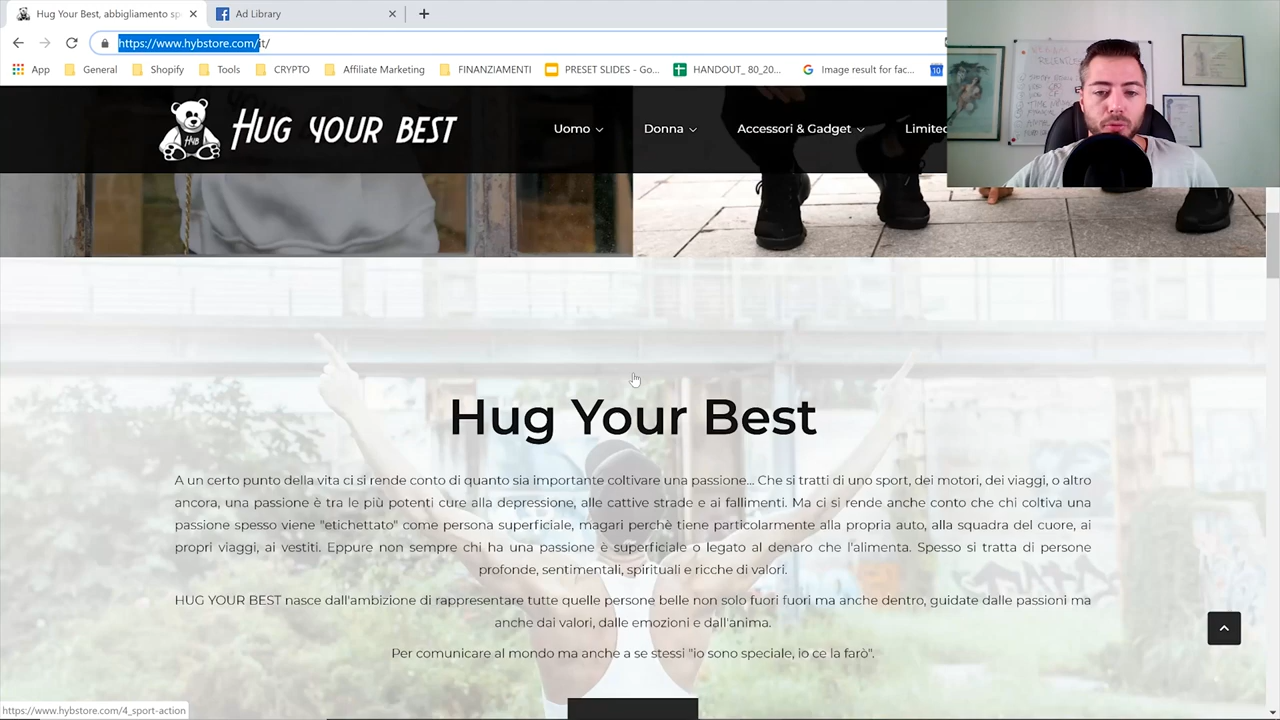 Hug Your Best, abbigliamento sp
Ad Library
https://www.hybstore.com/it/
App
General
Shopify
Tools
CRYPTO
Affiliate Marketing
FINANZIAMENTI
PRESET SLIDES - Go...
HANDOUT_ 80_20...
Image result for fac...
HUG YOUR BEST
Uomo
Donna
Accessori & Gadget
Limited
Hug Your Best
A un certo punto della vita ci si rende conto di quanto sia importante coltivare una passione... Che si tratti di uno sport, dei motori, dei viaggi, o altro
ancora, una passione è tra le più potenti cure alla depressione, alle cattive strade e ai fallimenti. Ma ci si rende anche conto che chi coltiva una
passione spesso viene "etichettato" come persona superficiale, magari perchè tiene particolarmente alla propria auto, alla squadra del cuore, ai
propri viaggi, ai vestiti. Eppure non sempre chi ha una passione è superficiale o legato al denaro che l'alimenta. Spesso si tratta di persone
profonde, sentimentali, spirituali e ricche di valori.
HUG YOUR BEST nasce dall'ambizione di rappresentare tutte quelle persone belle non solo fuori fuori ma anche dentro, guidate dalle passioni ma
anche dai valori, dalle emozioni e dall'anima.
Per comunicare al mondo ma anche a se stessi "io sono speciale, io ce la farò".
https://www.hybstore.com/4_sport-action